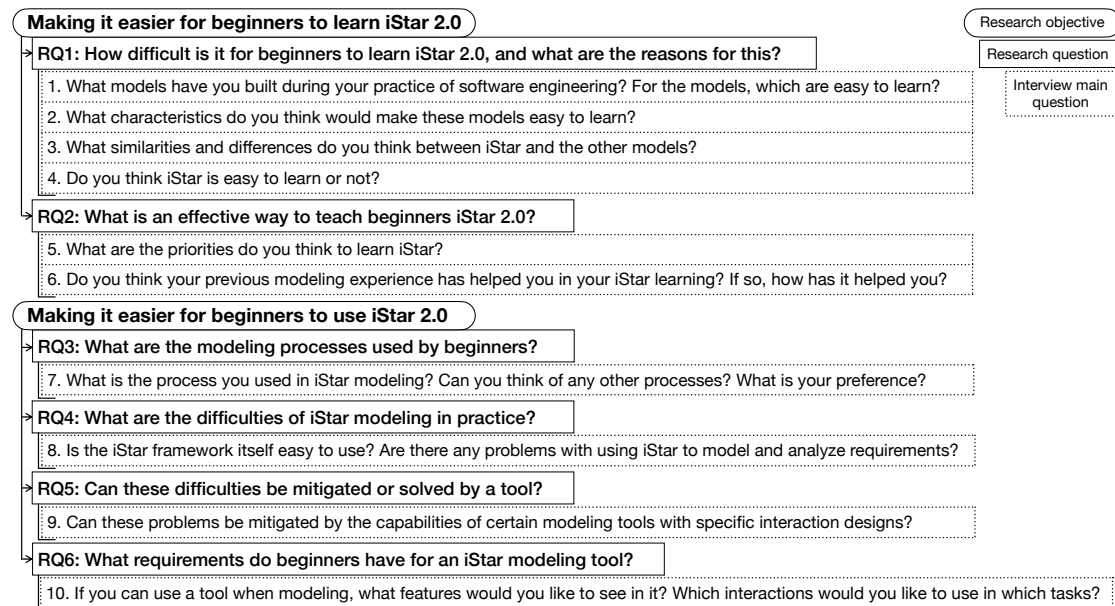 Making it easier for beginners to learn iStar 2.0
Research objective
RQ1: How difficult is it for beginners to learn iStar 2.0, and what are the reasons for this?
Research question
1. What models have you built during your practice of software engineering? For the models, which are easy to learn?
Interview main
question
2. What characteristics do you think would make these models easy to learn?
3. What similarities and differences do you think between iStar and the other models?
4. Do you think iStar is easy to learn or not?
RQ2: What is an effective way to teach beginners iStar 2.0?
5. What are the priorities do you think to learn iStar?
6. Do you think your previous modeling experience has helped you in your iStar learning? If so, how has it helped you?
Making it easier for beginners to use iStar 2.0
RQ3: What are the modeling processes used by beginners?
7. What is the process you used in iStar modeling? Can you think of any other processes? What is your preference?
RQ4: What are the difficulties of iStar modeling in practice?
8. Is the iStar framework itself easy to use? Are there any problems with using iStar to model and analyze requirements?
RQ5: Can these difficulties be mitigated or solved by a tool?
9. Can these problems be mitigated by the capabilities of certain modeling tools with specific interaction designs?
RQ6: What requirements do beginners have for an iStar modeling tool?
10. If you can use a tool when modeling, what features would you like to see in it? Which interactions would you like to use in which tasks?